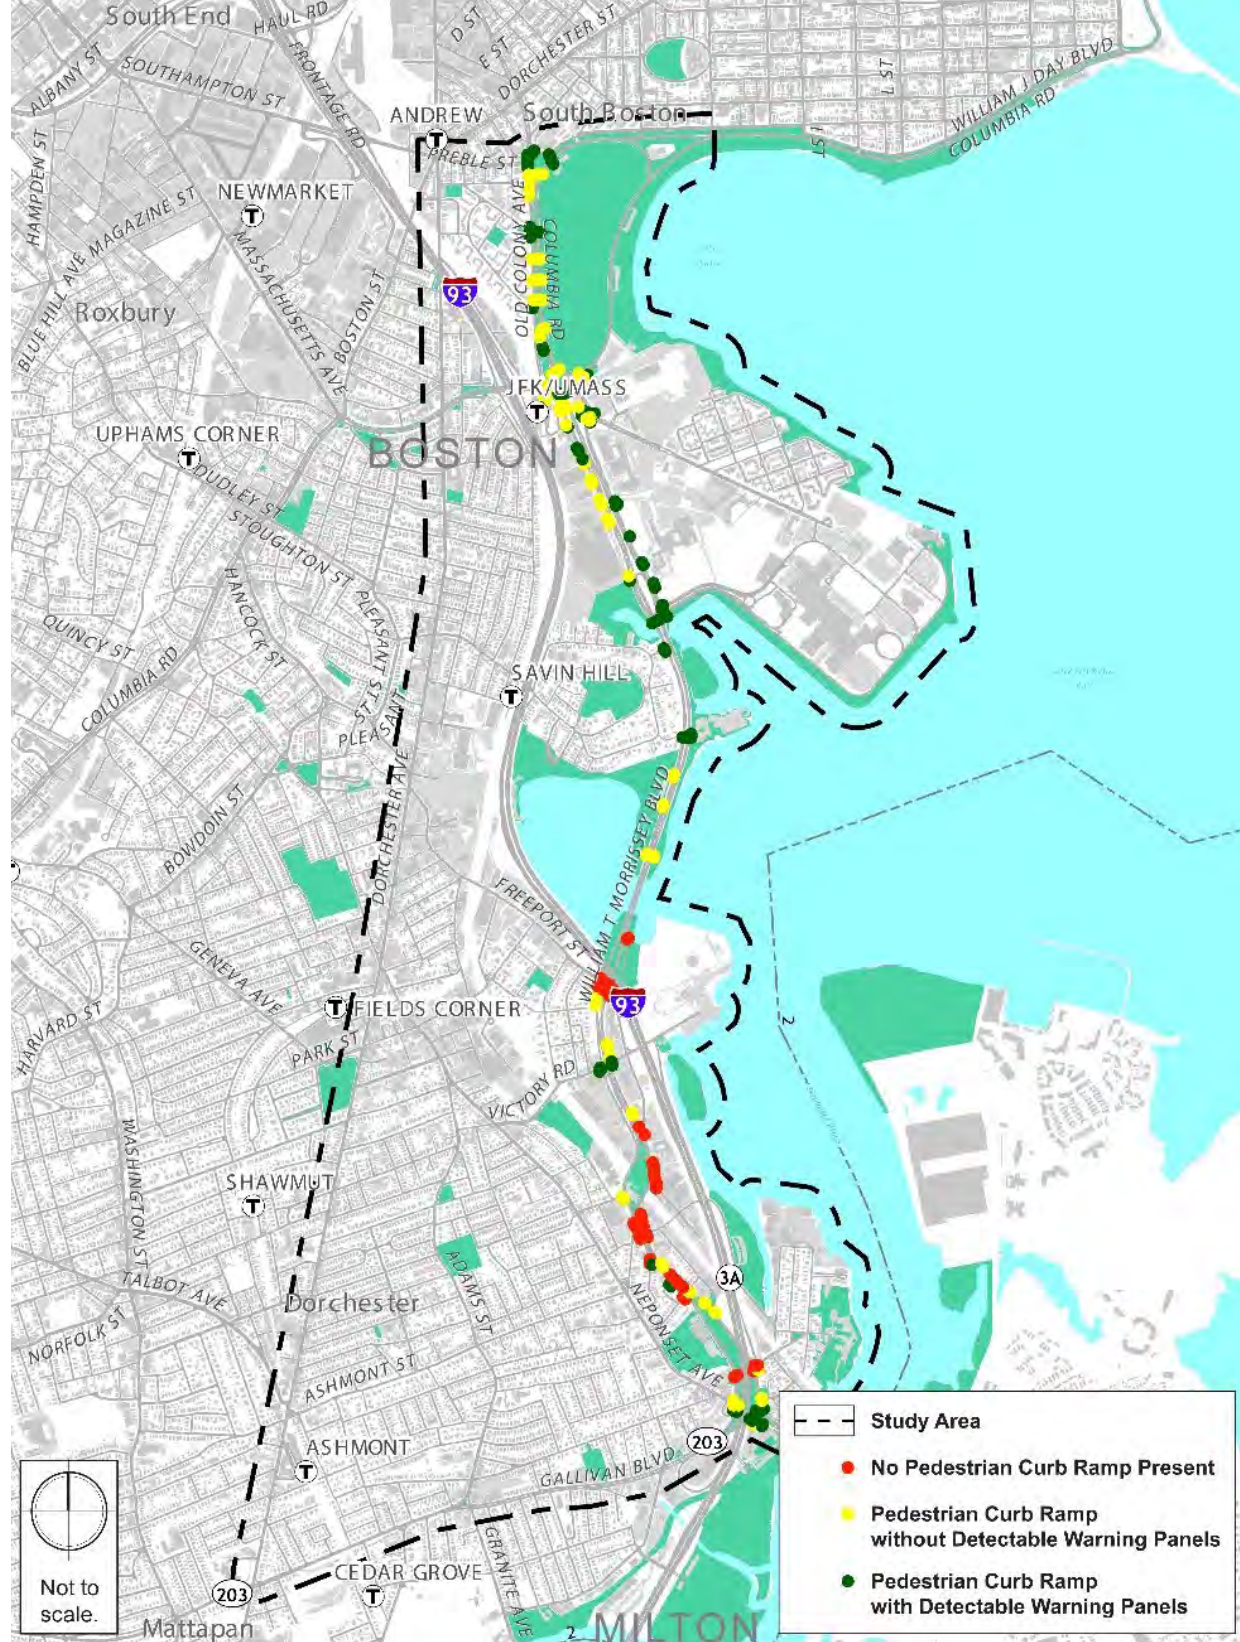 South End
HAUL RD
D ST
E ST
DORCHESTER ST
ALBANY ST
SOUTHAMPTON ST
FRONTAGE RD
L ST
WILLIAM J DAY BLVD
COLUMBIA RD
ANDREW
T
South Boston
I ST
PREBLE ST
HAMPDEN ST
NEWMARKET
T
MAGAZINE ST
BLUE HILL AVE
MASSACHUSETTS AVE
BOSTON ST
OLD COLONY AVE
COLUMBIA RD
93
Roxbury
JFK/UMASS
T
UPHAMS CORNER
T
BOSTON
DUDLEY ST
STOUGHTON ST
HANCOCK ST
PLEASANT ST
QUINCY ST
COLUMBIA RD
SAVIN HILL
T
PLEASANT ST
DORCHESTER AVE
BOWDOIN ST
WILLIAM T MORRISSEY BLVD
FREEPORT ST
GENEVA AVE
93
T
FIELDS CORNER
HARVARD ST
PARK ST
2
VICTORY RD
WASHINGTON ST
SHAWMUT
T
ADAMS ST
3A
TALBOT AVE
Dorchester
NORFOLK ST
NEPONSET AVE
ASHMONT ST
ASHMONT
T
203
GALLIVAN BLVD
GRANITE AVE
CEDAR GROVE
T
203
Mattapan
2
MILTON
Not to
scale.
Study Area
No Pedestrian Curb Ramp Present
Pedestrian Curb Ramp
without Detectable Warning Panels
Pedestrian Curb Ramp
with Detectable Warning Panels